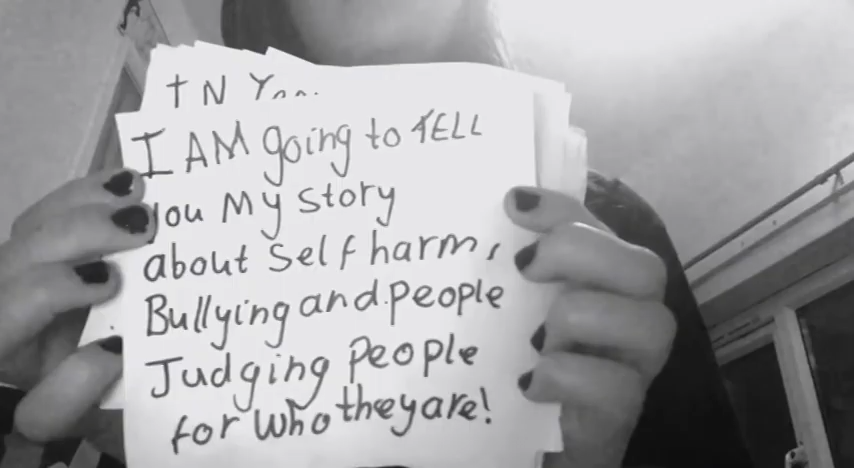 I AM going to TELL
you My story
about Self harm,
Bullying and people
Judging People
for who they are!